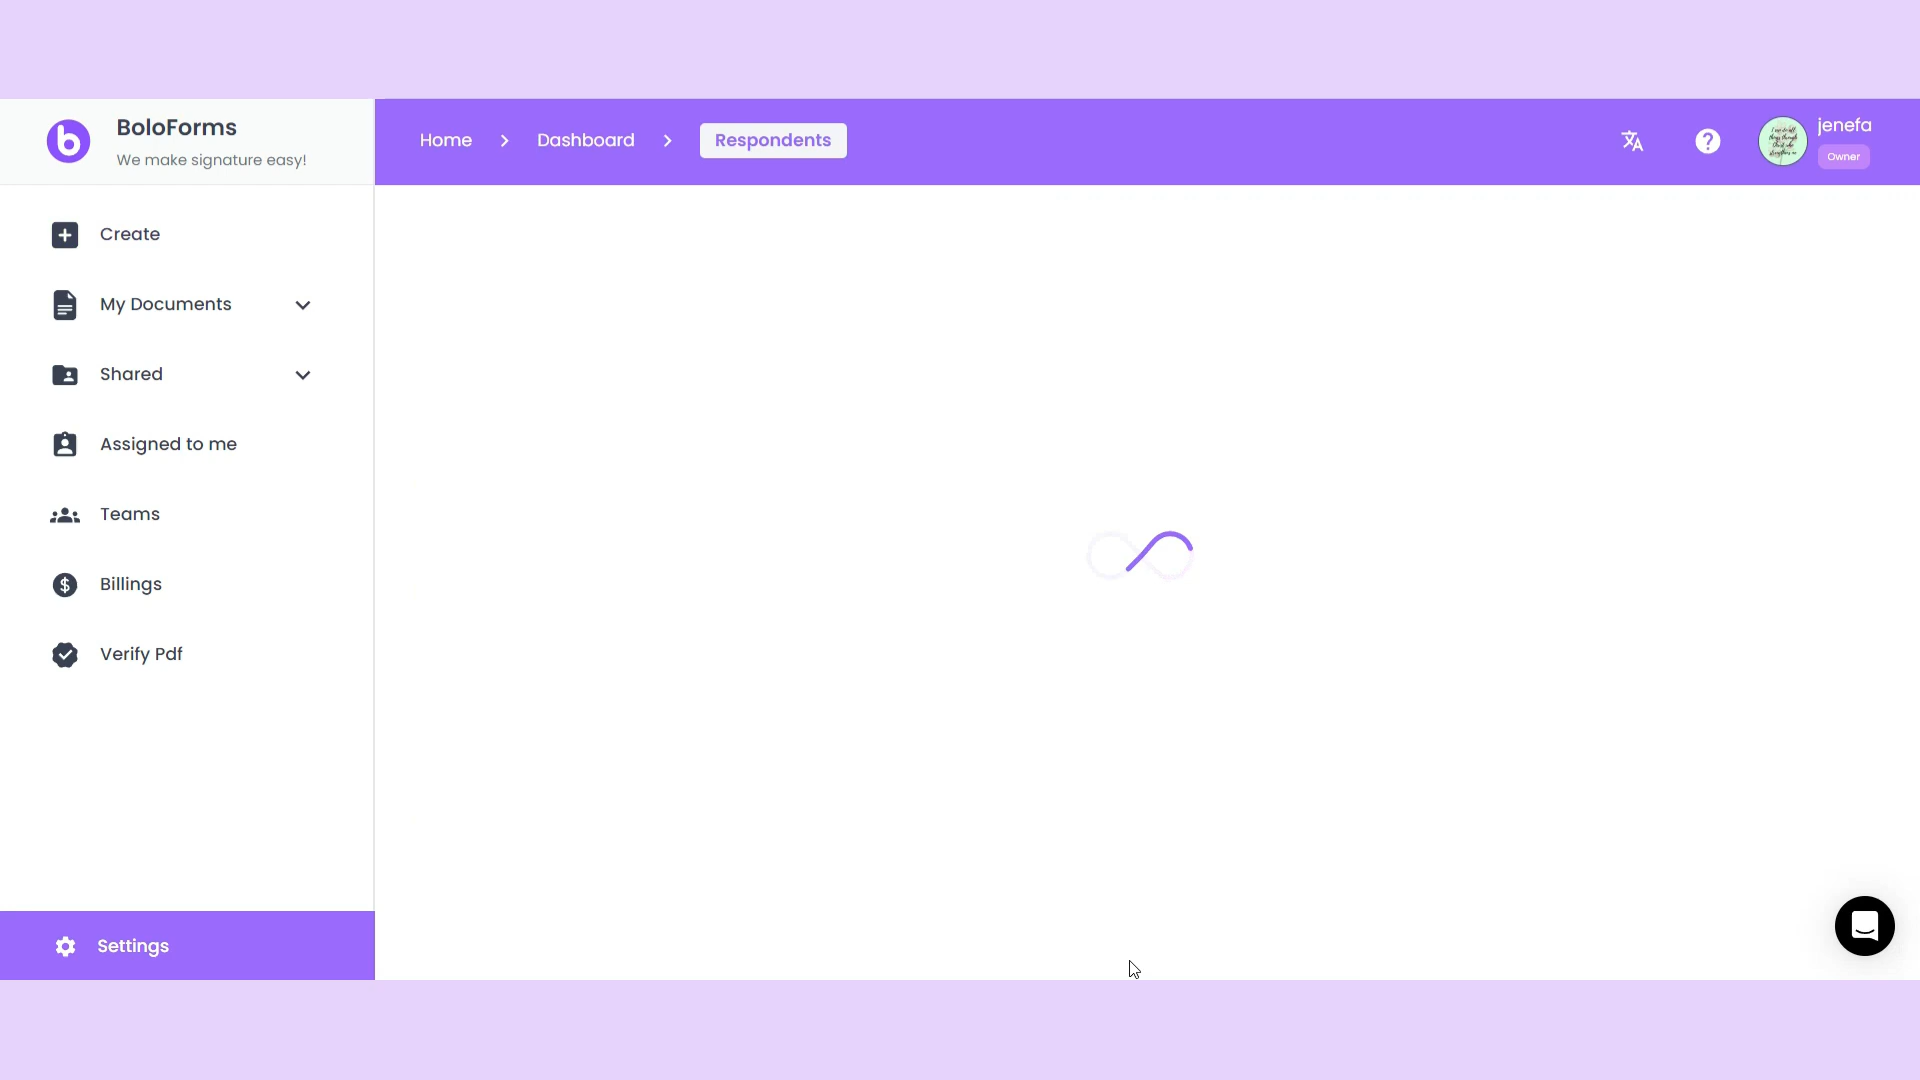 BoloForms
We make signature easy!
Home
Dashboard
Respondents
jenefa
Owner
Create
My Documents
Shared
Assigned to me
Teams
Billings
Verify Pdf
Settings